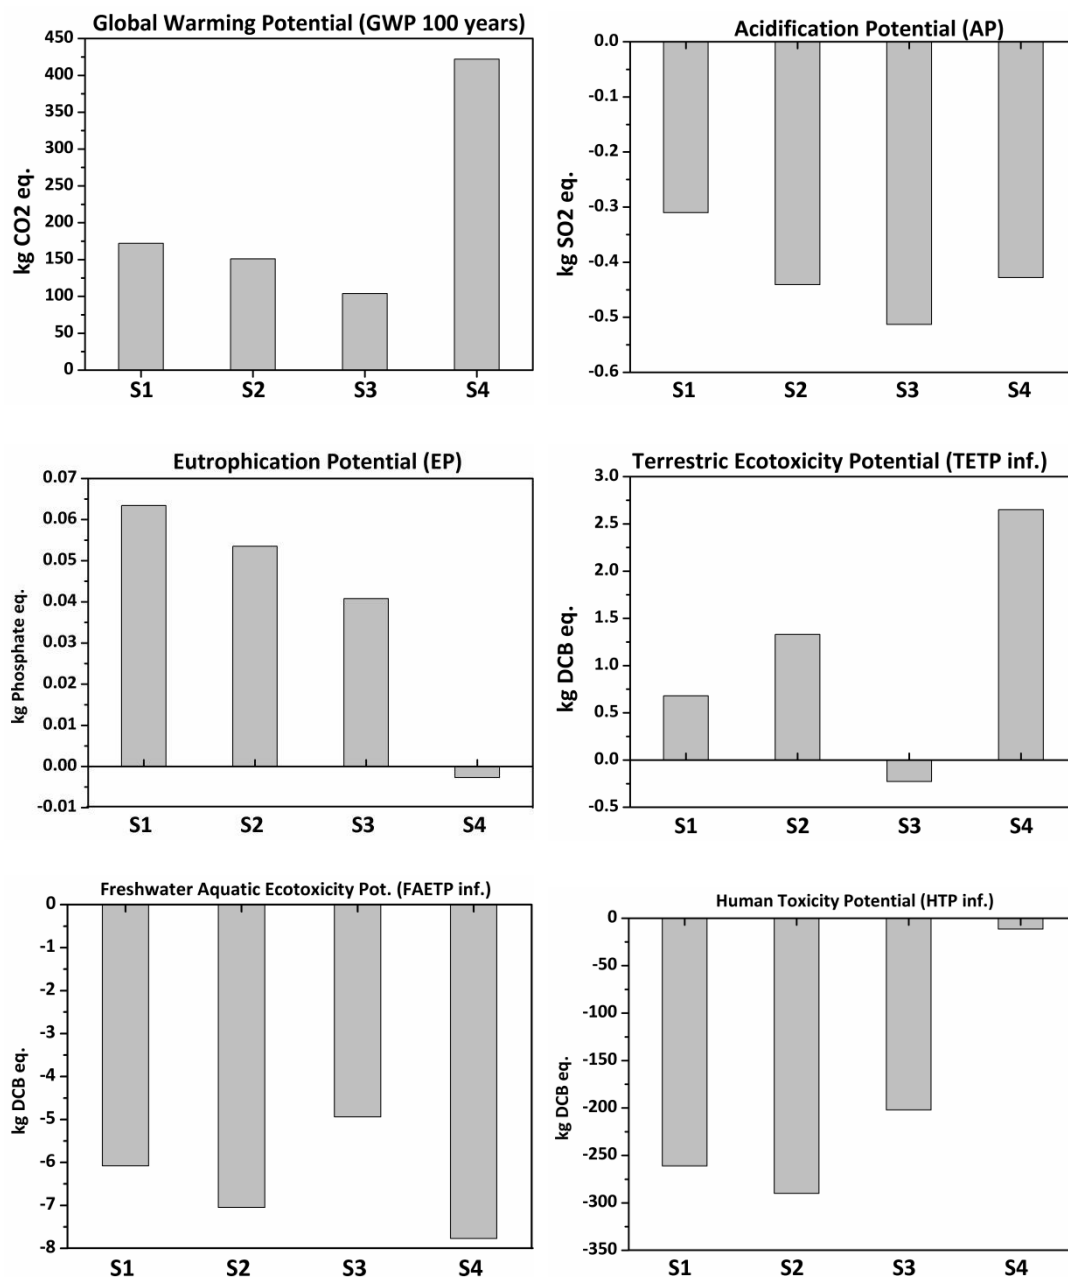 Global Warming Potential (GWP 100 years)
kg CO2 eq.
450
400
350
300
250
200
150
100
50
0
S1 S2 S3 S4
Acidification Potential (AP)
kg SO2 eq.
0.0
-0.1
-0.2
-0.3
-0.4
-0.5
-0.6
S1 S2 S3 S4
Eutrophication Potential (EP)
kg Phosphate eq.
0.07
0.06
0.05
0.04
0.03
0.02
0.01
0.00
-0.01
S1 S2 S3 S4
Terrestric Ecotoxicity Potential (TETP inf.)
kg DCB eq.
3.0
2.5
2.0
1.5
1.0
0.5
0.0
-0.5
S1 S2 S3 S4
Freshwater Aquatic Ecotoxicity Pot. (FAETP inf.)
kg DCB eq.
0
-1
-2
-3
-4
-5
-6
-7
-8
S1 S2 S3 S4
Human Toxicity Potential (HTP inf.)
kg DCB eq.
0
-50
-100
-150
-200
-250
-300
-350
S1 S2 S3 S4